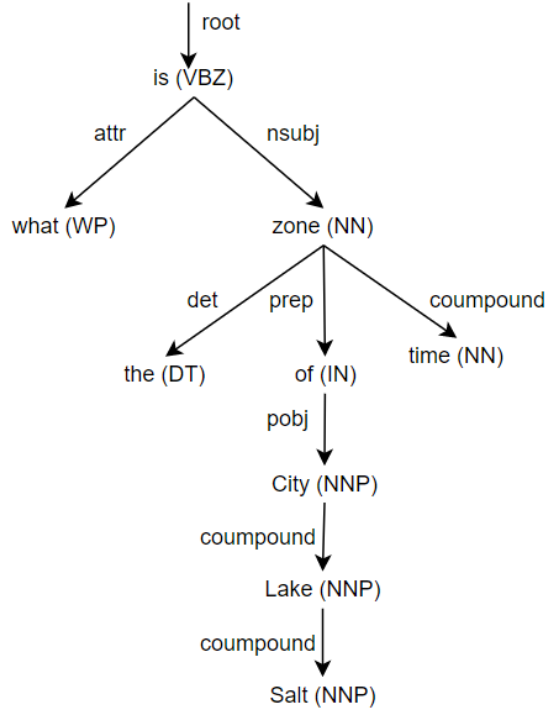 root
is (VBZ)
attr
nsubj
what (WP)
zone (NN)
det
prep
coumpound
the (DT)
of (IN)
time (NN)
pobj
City (NNP)
coumpound
Lake (NNP)
coumpound
Salt (NNP)